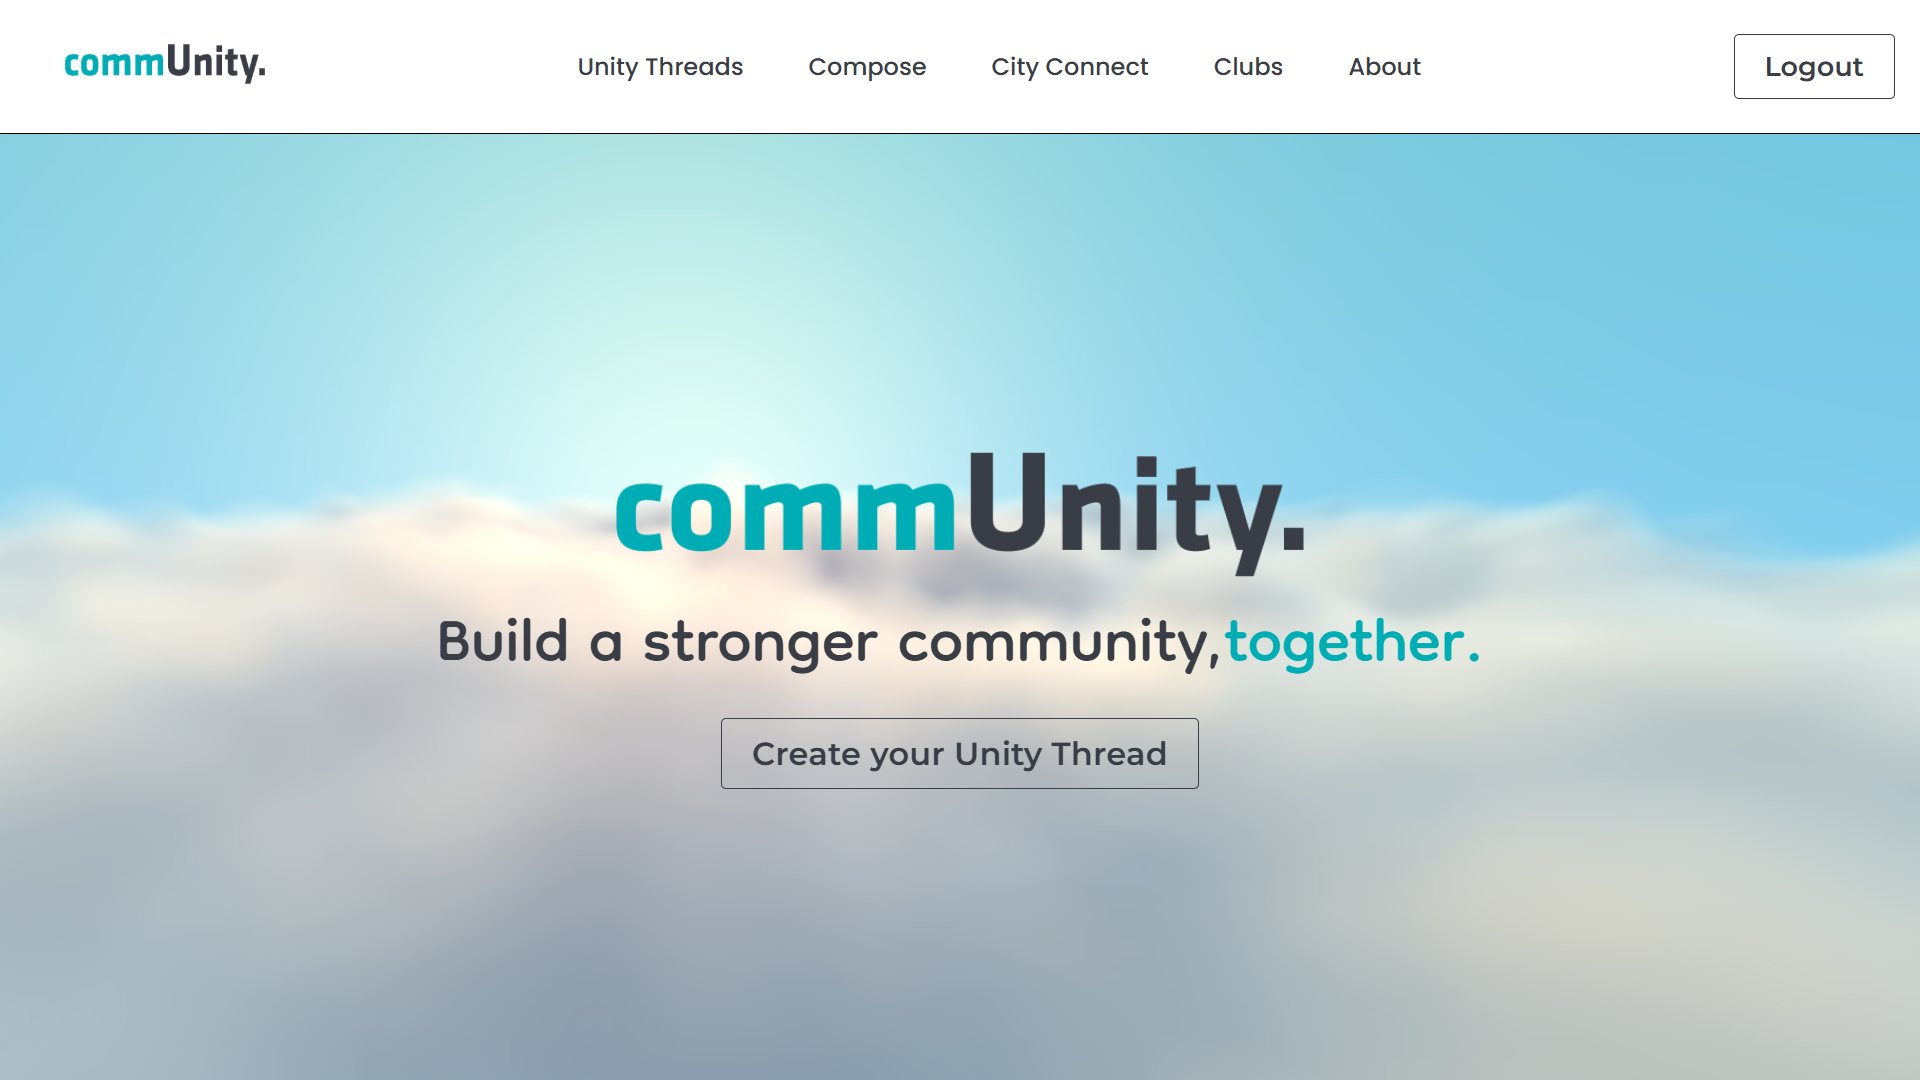 commUnity.
Unity Threads
Compose
City Connect
Clubs
About
Logout
commUnity.
Build a stronger community,together.
Create your Unity Thread